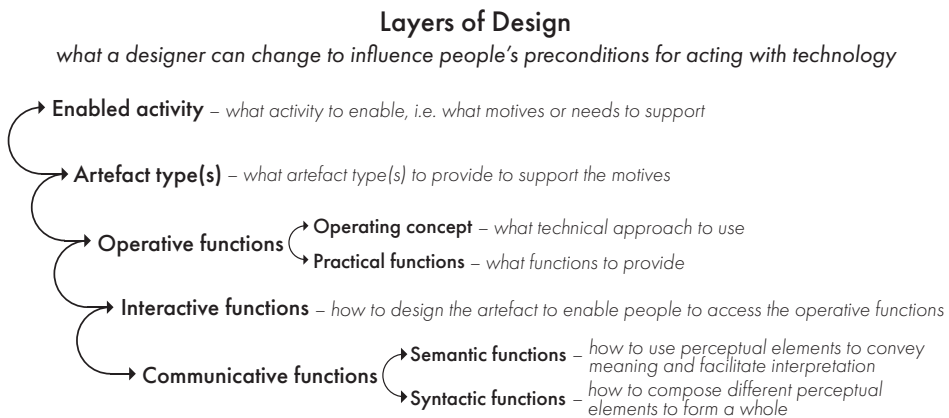 Layers of Design
what a designer can change to influence people's preconditions for acting with technology
Enabled activity – what activity to enable, i.e. what motives or needs to support
Artefact type(s) – what artefact type(s) to provide to support the motives
Operative functions
Operating concept – what technical approach to use
Practical functions – what functions to provide
Interactive functions – how to design the artefact to enable people to access the operative functions
Communicative functions
Semantic functions – how to use perceptual elements to convey
meaning and facilitate interpretation
Syntactic functions – how to compose different perceptual
elements to form a whole